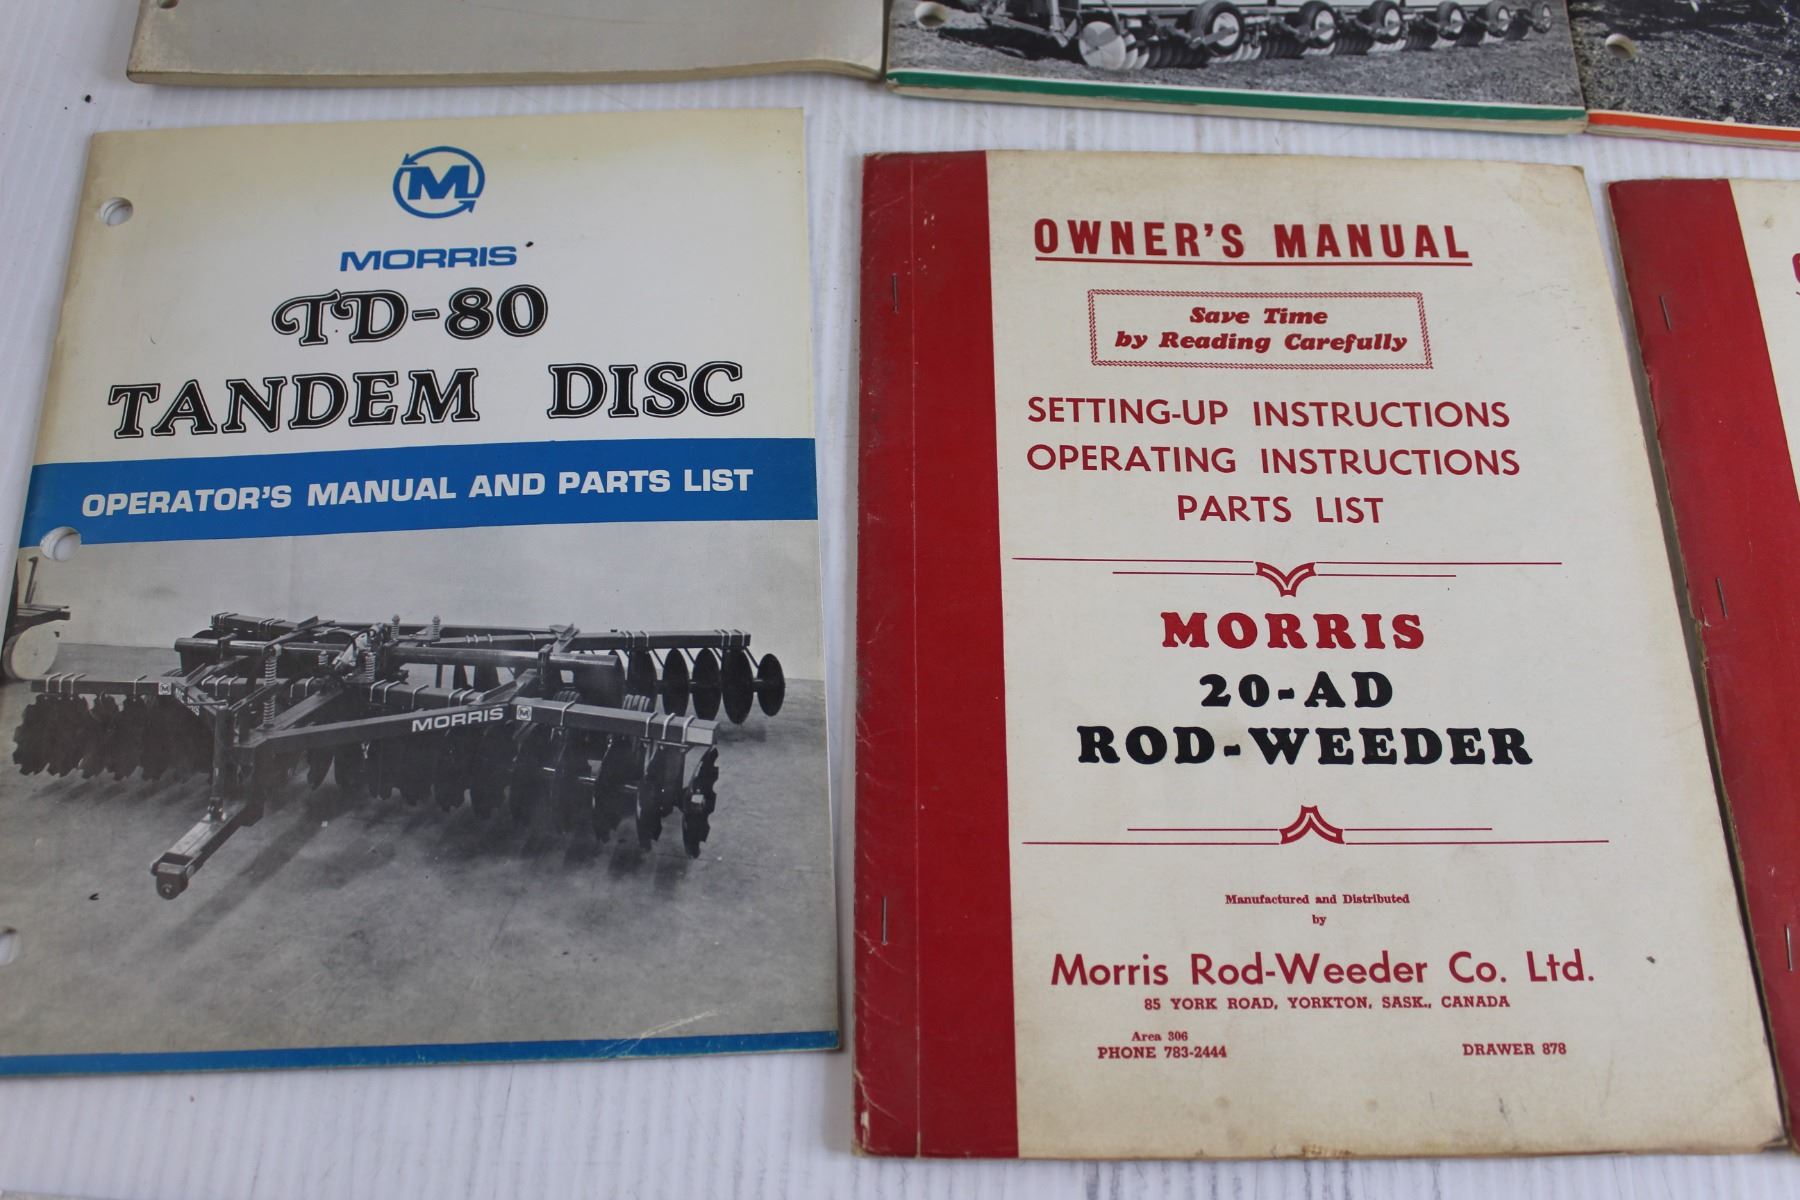 M
MORRIS
TD-80
TANDEM DISC
OPERATOR'S MANUAL AND PARTS LIST
MORRIS M
M
OWNER'S MANUAL
Save Time
by Reading Carefully
SETTING-UP INSTRUCTIONS
OPERATING INSTRUCTIONS
PARTS LIST
MORRIS
20-AD
ROD-WEEDER
Manufactured and Distributed
by
Morris Rod-Weeder Co. Ltd.
85 YORK ROAD, YORKTON, SASK., CANADA
Area 306
PHONE 783-2444
DRAWER 878